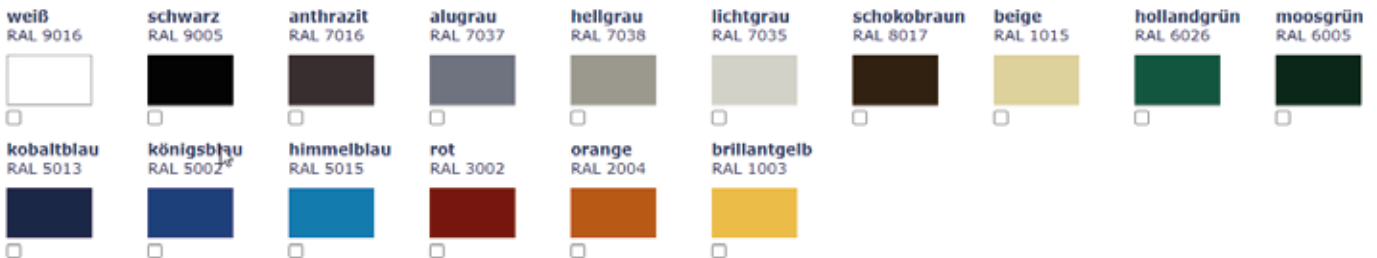 weiß schwarz anthrazit alugrau hellgrau lichtgrau schokobraun beige hollandgrün moosgrün
RAL 9016 RAL 9005 RAL 7016 RAL 7037 RAL 7038 RAL 7035 RAL 8017 RAL 1015 RAL 6026 RAL 6005
kobaltblau königsblau himmelblau rot orange brillantgelb
RAL 5013 RAL 5002 RAL 5015 RAL 3002 RAL 2004 RAL 1003